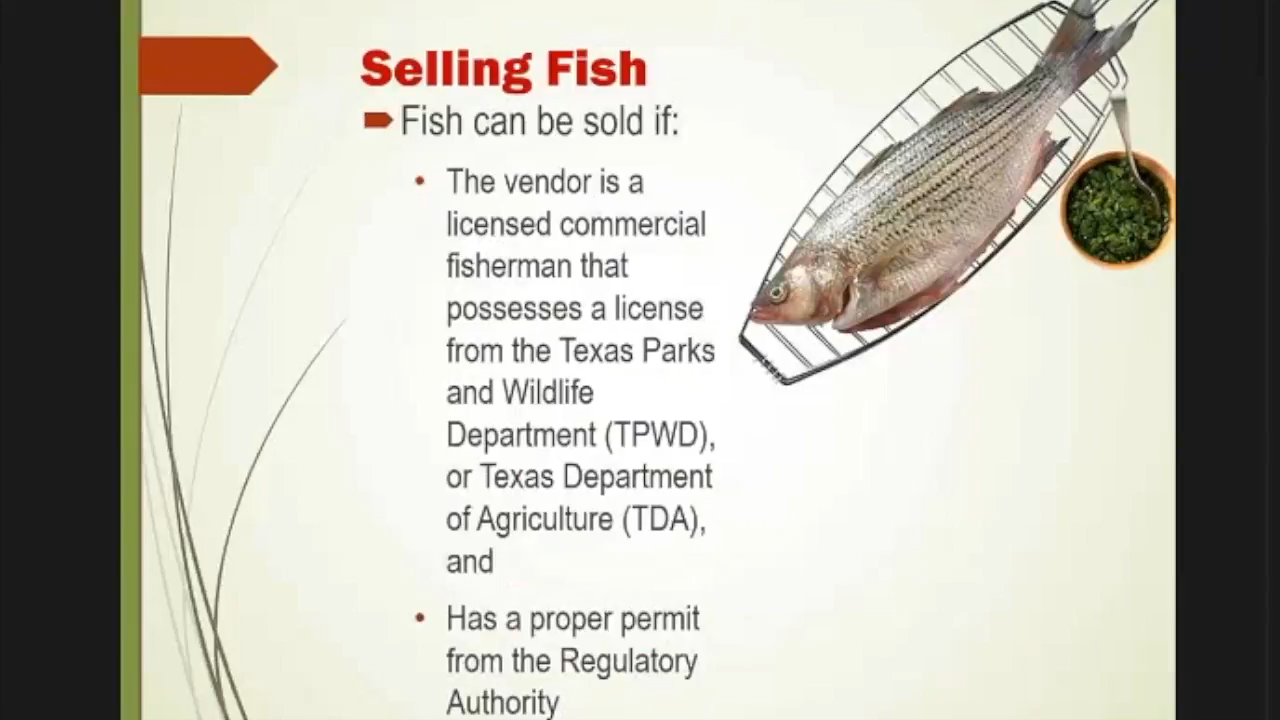 Selling Fish
Fish can be sold if:
• The vendor is a
licensed commercial
fisherman that
possesses a license
from the Texas Parks
and Wildlife
Department (TPWD),
or Texas Department
of Agriculture (TDA),
and
• Has a proper permit
from the Regulatory
Authority